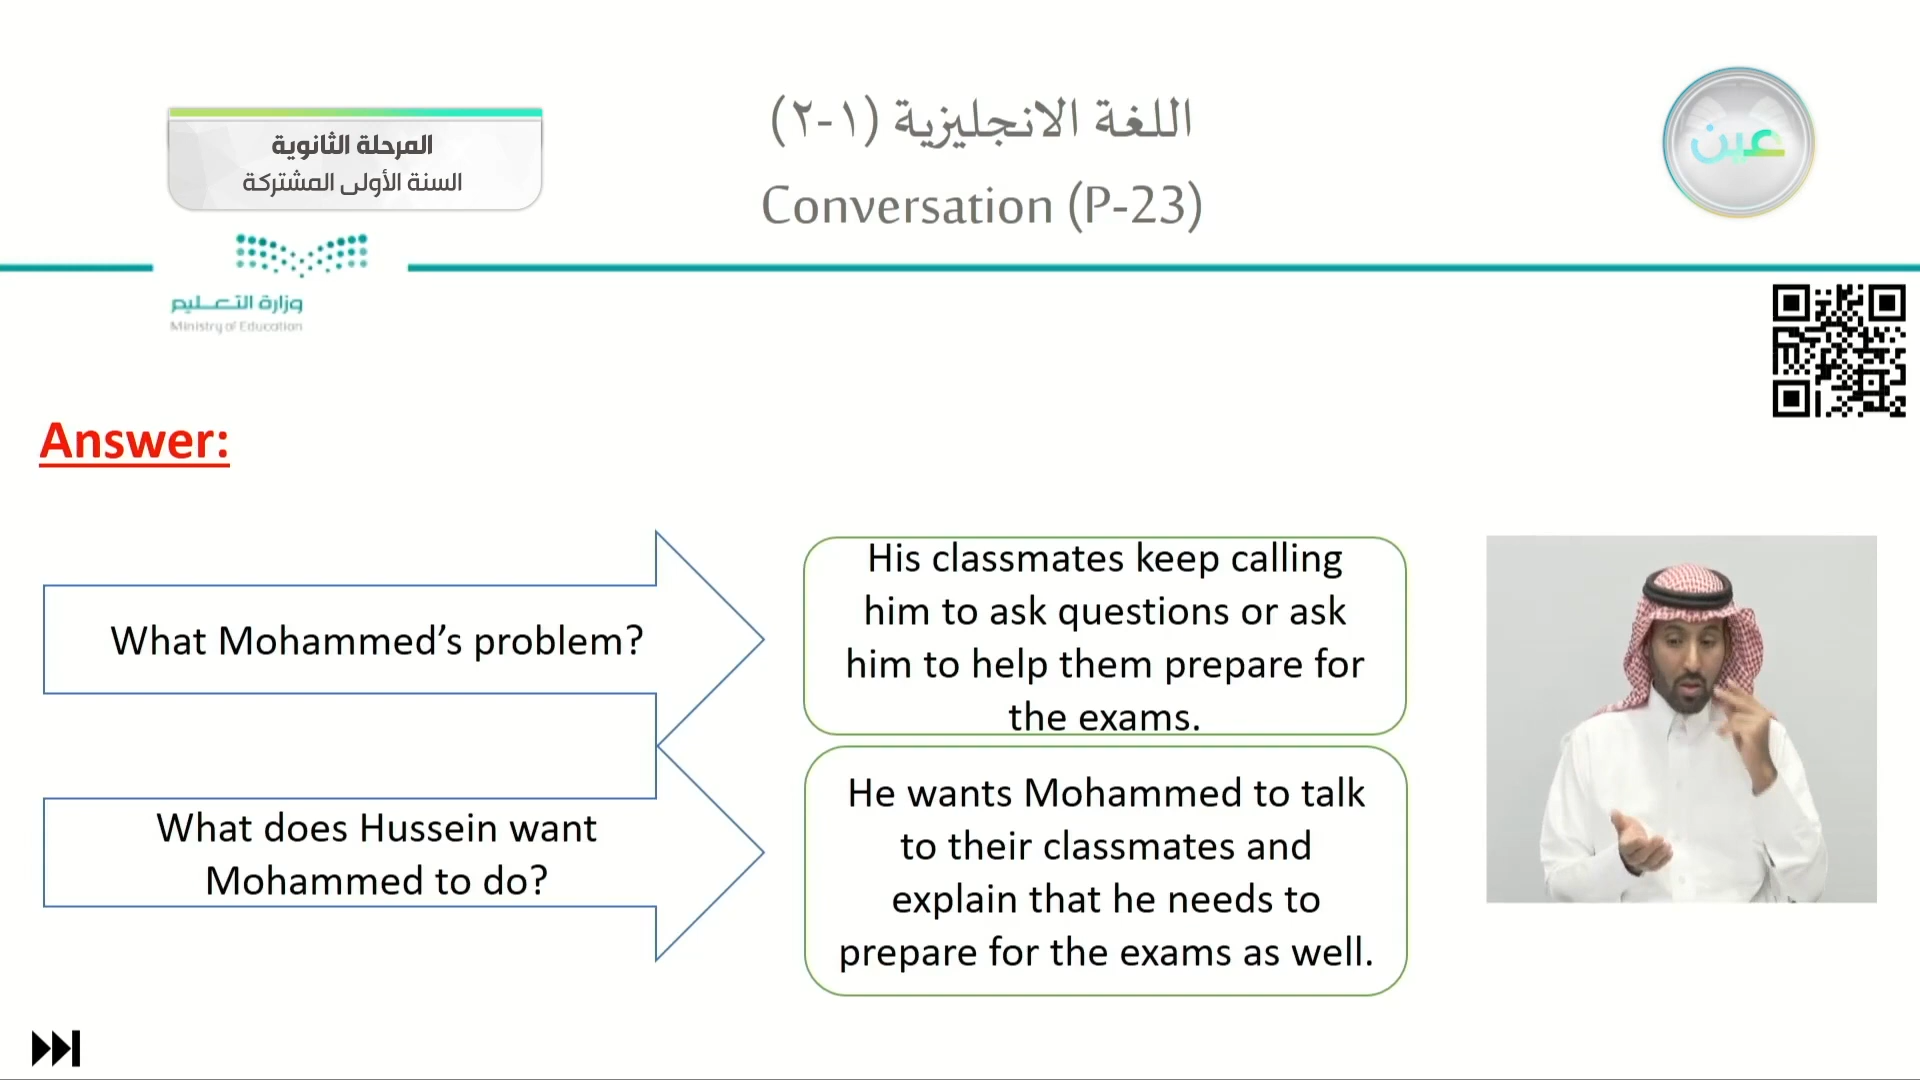 المرحلة الثانوية
السنة الأولى المشتركة
اللغة الانجليزية (١-٢)
Conversation (P-23)
عين
وزارة التعـــليم
Ministry of Education
Answer:
What Mohammed’s problem?
His classmates keep calling
him to ask questions or ask
him to help them prepare for
the exams.
What does Hussein want
Mohammed to do?
He wants Mohammed to talk
to their classmates and
explain that he needs to
prepare for the exams as well.